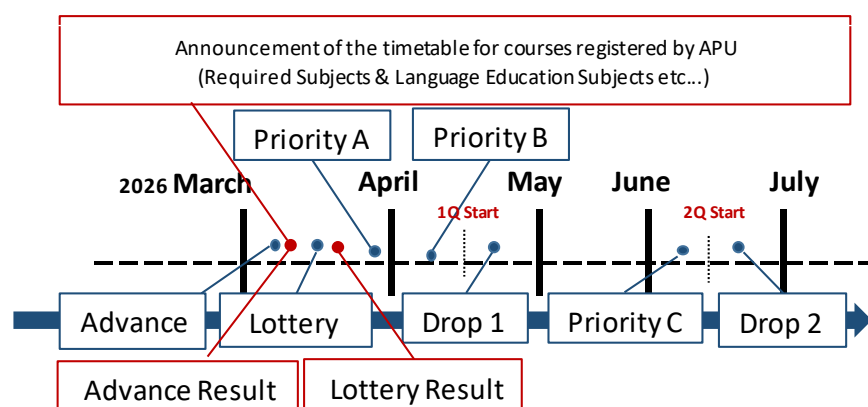 Announcement of the timetable for courses registered by APU
(Required Subjects & Language Education Subjects etc...)
Priority A
Priority B
2026 March
April
May
June
July
1Q Start
2Q Start
Advance
Lottery
Drop 1
Priority C
Drop 2
Advance Result
Lottery Result